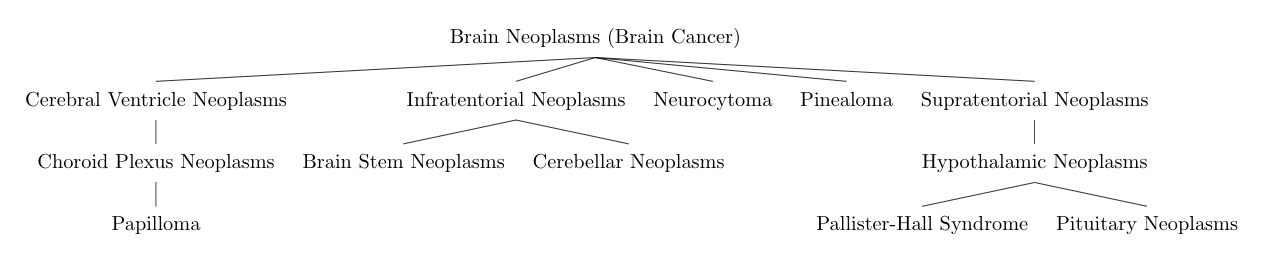 Brain Neoplasms (Brain Cancer)
Cerebral Ventricle Neoplasms Infratentorial Neoplasms Neurocytoma Pinealoma Supratentorial Neoplasms
Choroid Plexus Neoplasms Brain Stem Neoplasms Cerebellar Neoplasms Hypothalamic Neoplasms
Papilloma Pallister-Hall Syndrome Pituitary Neoplasms